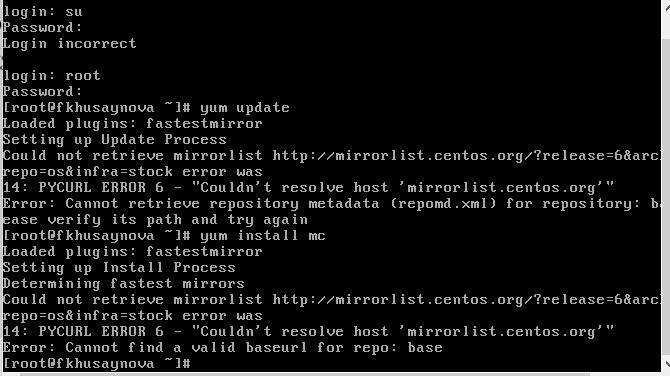 login: su
Password:
Login incorrect
login: root
Password:
[root@fkhusaynova ~]# yum update
Loaded plugins: fastestmirror
Setting up Update Process
Could not retrieve mirrorlist http://mirrorlist.centos.org/?release=6&arc
repo=os&infra=stock error was
14: PYCURL ERROR 6 - "Couldn't resolve host 'mirrorlist.centos.org'"
Error: Cannot retrieve repository metadata (repomd.xml) for repository: ba
ease verify its path and try again
[root@fkhusaynova ~]# yum install mc
Loaded plugins: fastestmirror
Setting up Install Process
Determining fastest mirrors
Could not retrieve mirrorlist http://mirrorlist.centos.org/?release=6&arc
repo=os&infra=stock error was
14: PYCURL ERROR 6 - "Couldn't resolve host 'mirrorlist.centos.org'"
Error: Cannot find a valid baseurl for repo: base
[root@fkhusaynova ~]#